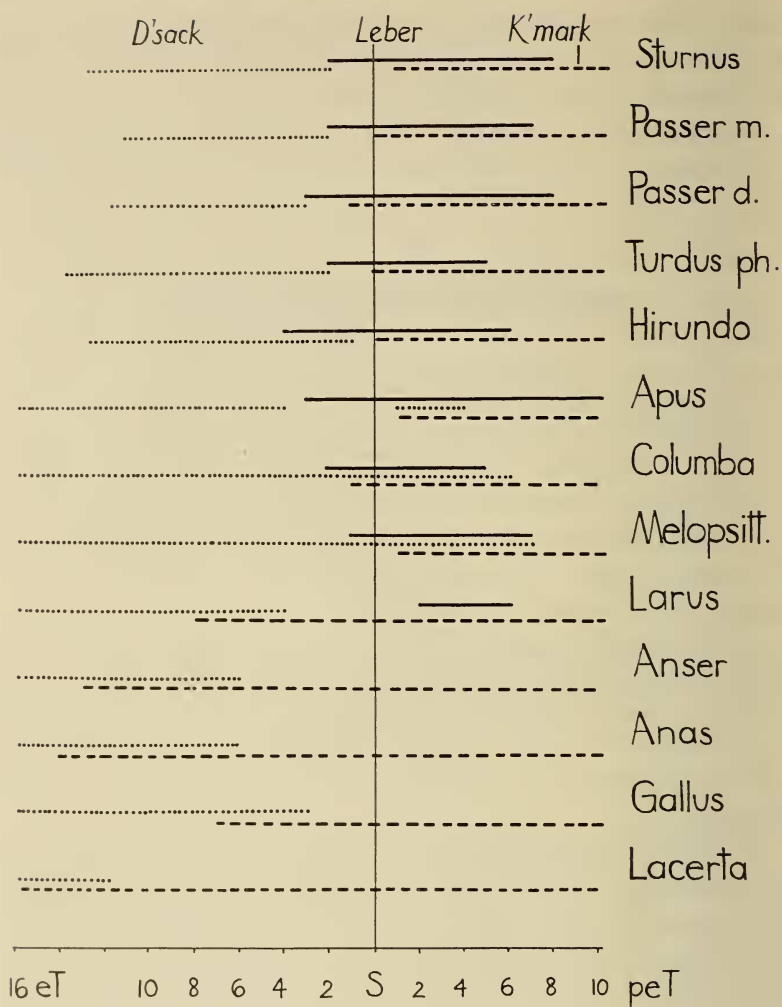 D'sack Leber K'mark
Sturnus
Passer m.
Passer d.
Turdus ph.
Hirundo
Apus
Columba
Melopsitt.
Larus
Anser
Anas
Gallus
Lacerta
16 eT 10 8 6 4 2 S 2 4 6 8 10 peT